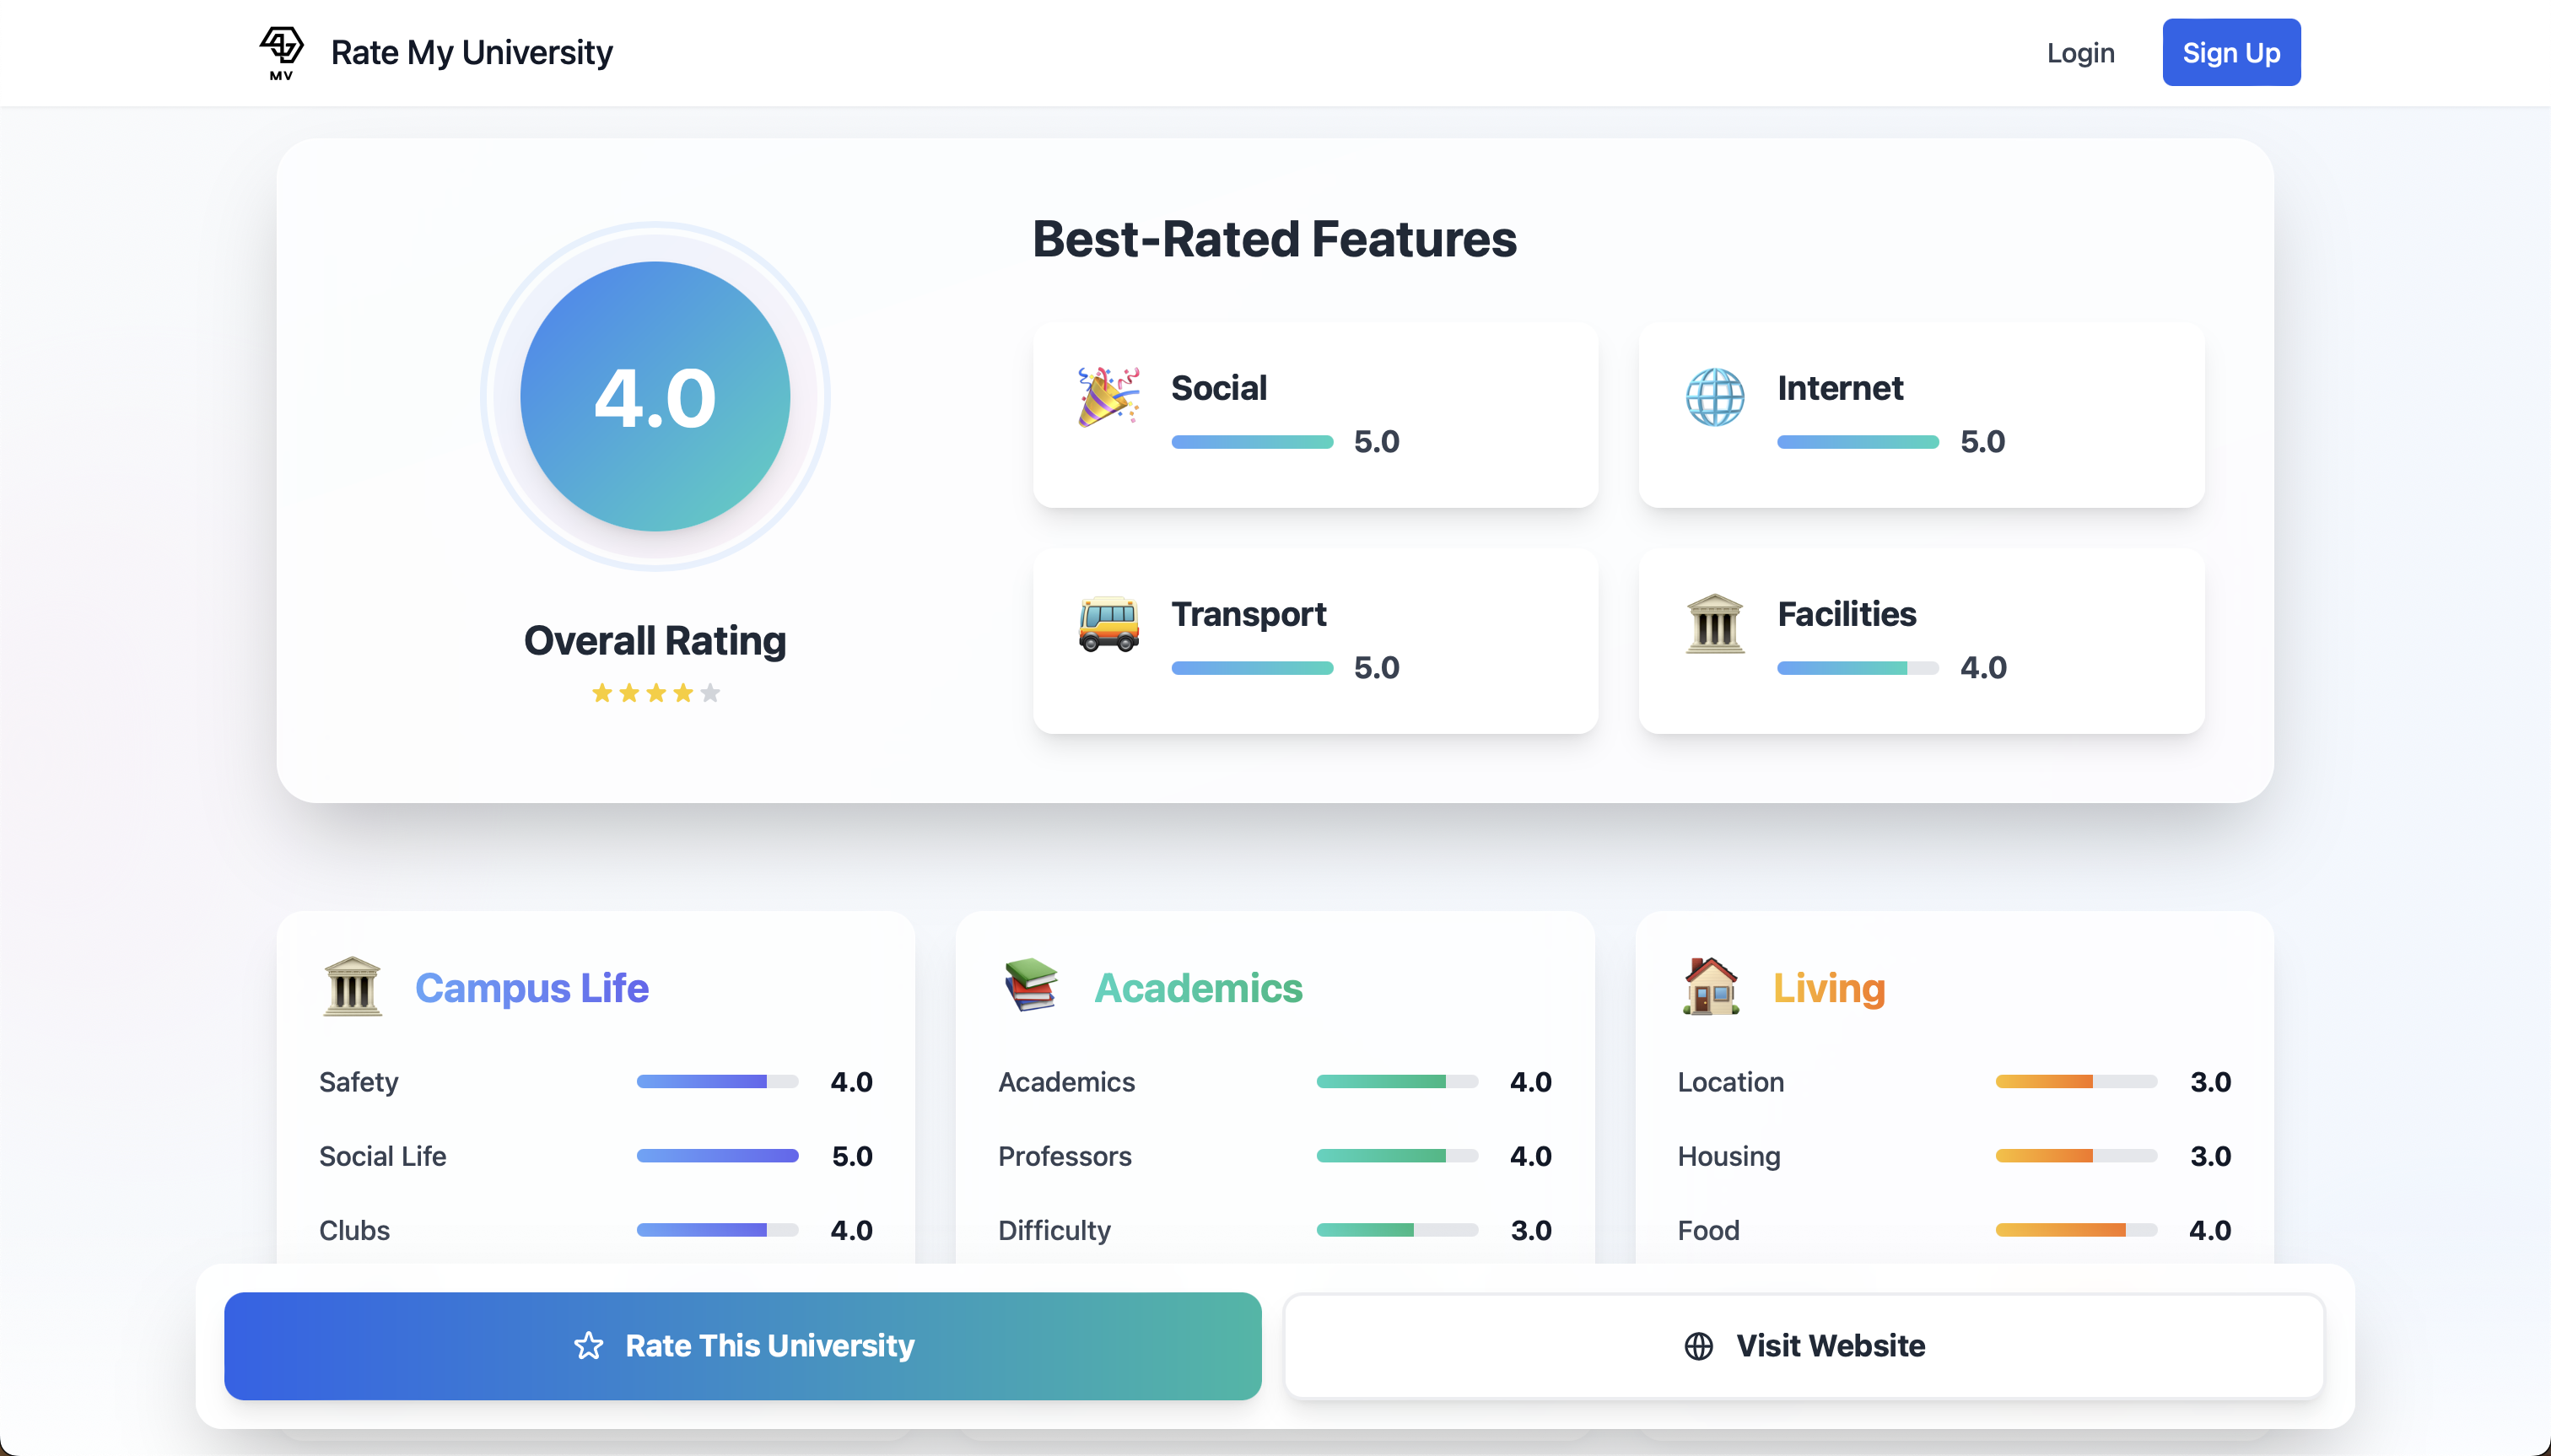 MV
Rate My University
Login
Sign Up
4.0
Overall Rating
Best-Rated Features
Social
5.0
Internet
5.0
Transport
5.0
Facilities
4.0
Campus Life
Safety 4.0
Social Life 5.0
Clubs 4.0
Academics
Academics 4.0
Professors 4.0
Difficulty 3.0
Living
Location 3.0
Housing 3.0
Food 4.0
Rate This University
Visit Website